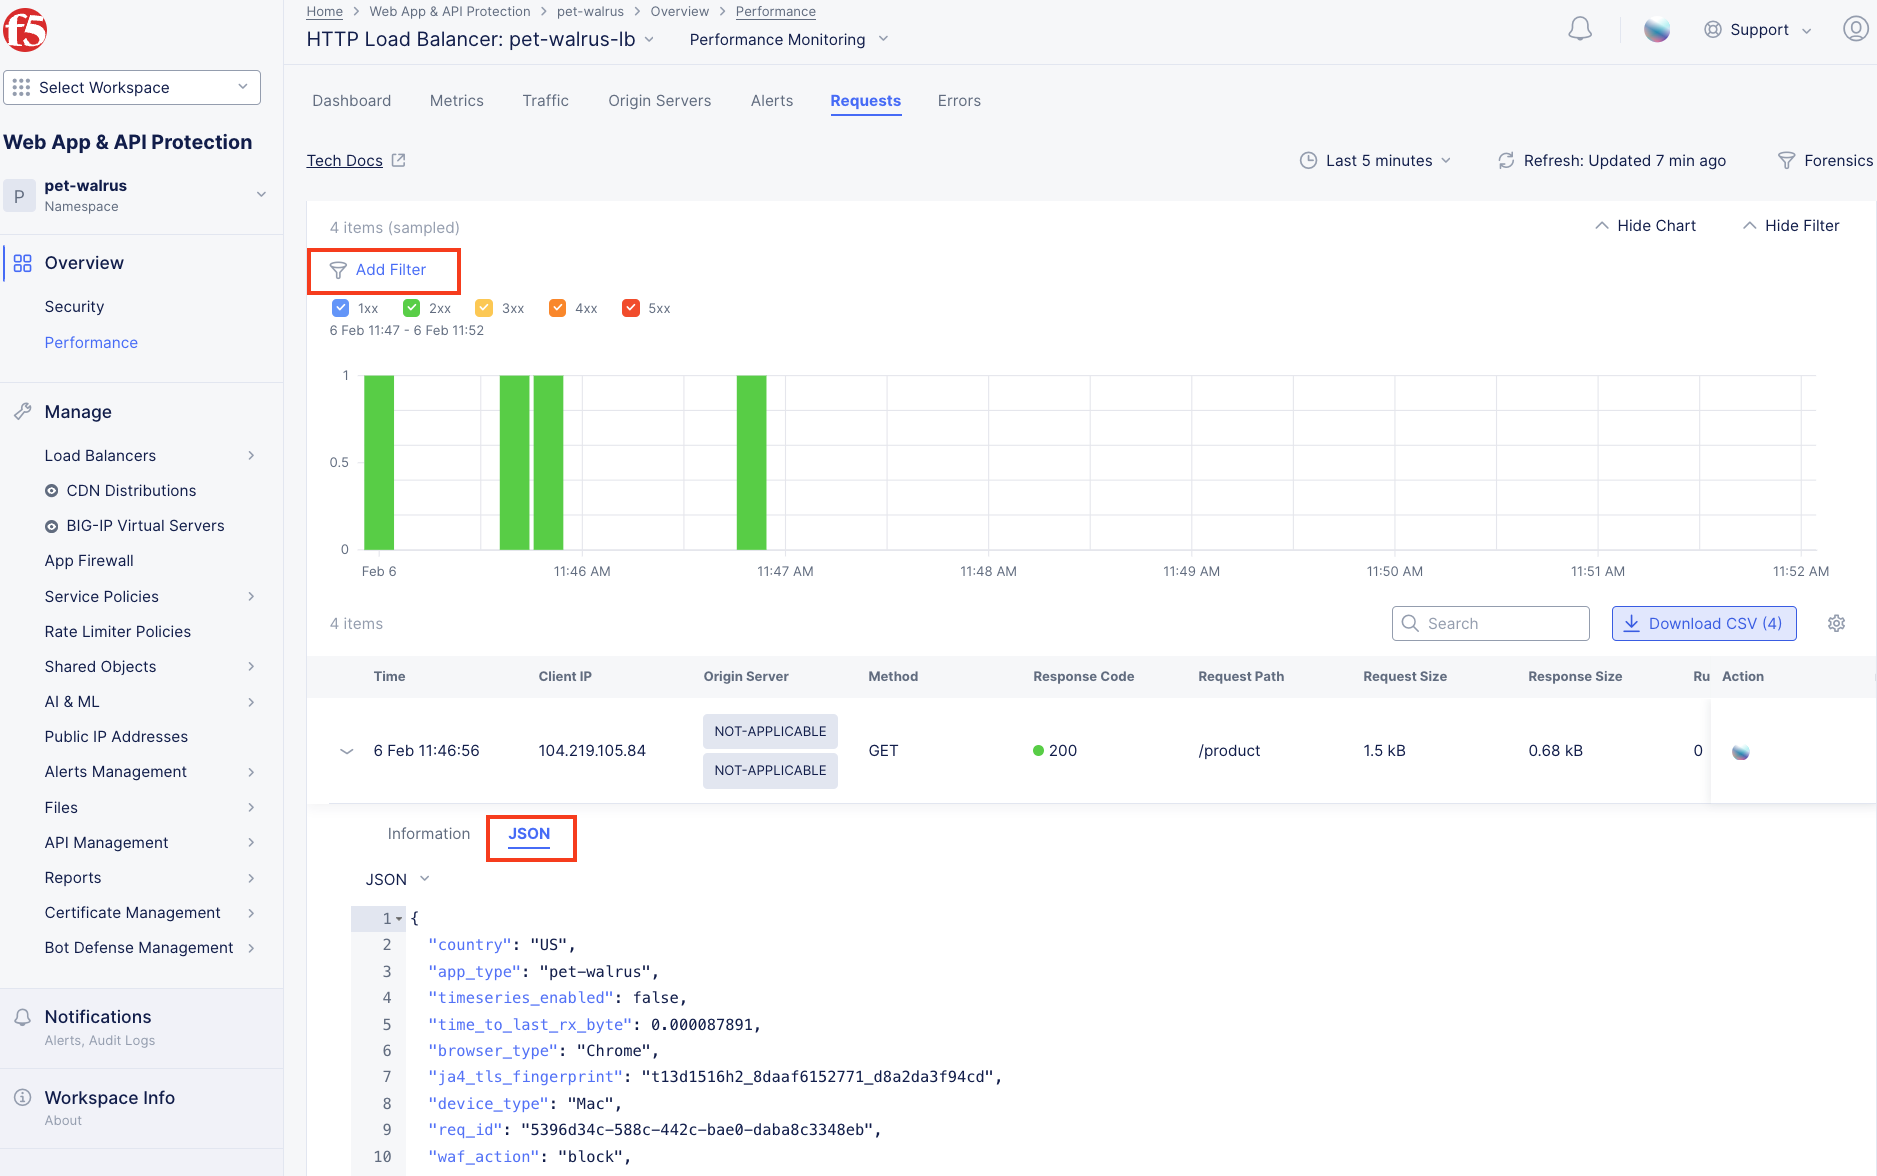 f5
Home > Web App & API Protection > pet-walrus > Overview > Performance
HTTP Load Balancer: pet-walrus-lb
Performance Monitoring
Support
Select Workspace
Web App & API Protection
P
pet-walrus
Namespace
Overview
Security
Performance
Manage
Load Balancers
CDN Distributions
BIG-IP Virtual Servers
App Firewall
Service Policies
Rate Limiter Policies
Shared Objects
AI & ML
Public IP Addresses
Alerts Management
Files
API Management
Reports
Certificate Management
Bot Defense Management
Notifications
Alerts, Audit Logs
Workspace Info
About
Dashboard Metrics Traffic Origin Servers Alerts Requests Errors
Tech Docs
Last 5 minutes
Refresh: Updated 7 min ago
Forensics
4 items (sampled)
Hide Chart
Hide Filter
Add Filter
1xx 2xx 3xx 4xx 5xx
6 Feb 11:47 - 6 Feb 11:52
1
0.5
0
Feb 6 11:46 AM 11:47 AM 11:48 AM 11:49 AM 11:50 AM 11:51 AM 11:52 AM
4 items
Search
Download CSV (4)
Time Client IP Origin Server Method Response Code Request Path Request Size Response Size Ru Action
NOT-APPLICABLE
6 Feb 11:46:56 104.219.105.84 GET 200 /product 1.5 kB 0.68 kB 0
NOT-APPLICABLE
Information JSON
JSON
1 {
2 "country": "US",
3 "app_type": "pet-walrus",
4 "timeseries_enabled": false,
5 "time_to_last_rx_byte": 0.000087891,
6 "browser_type": "Chrome",
7 "ja4_tls_fingerprint": "t13d1516h2_8daaf6152771_d8a2da3f94cd",
8 "device_type": "Mac",
9 "req_id": "5396d34c-588c-442c-bae0-daba8c3348eb",
10 "waf_action": "block",